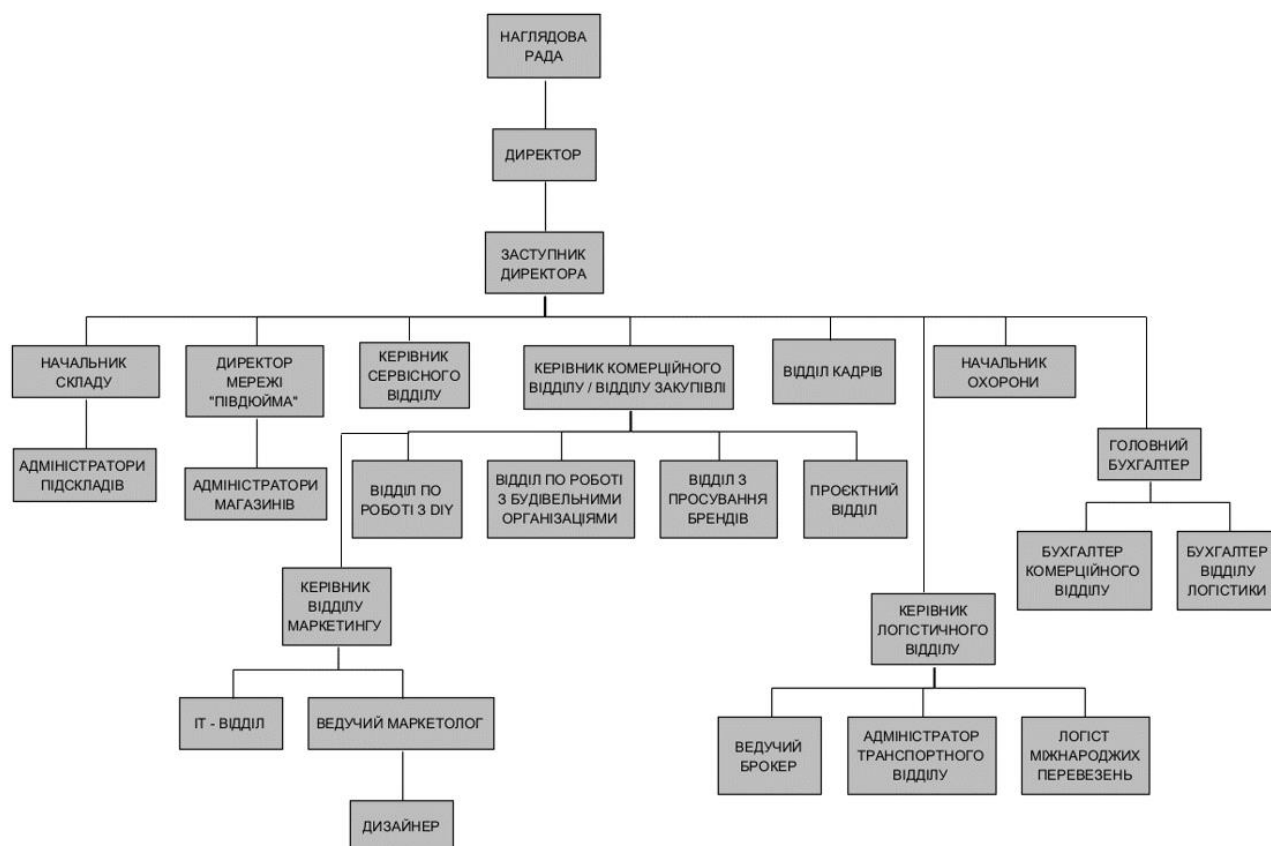 НАГЛЯДОВА
РАДА
ДИРЕКТОР
ЗАСТУПНИК
ДИРЕКТОРА
НАЧАЛЬНИК
СКЛАДУ
ДИРЕКТОР
МЕРЕЖІ
"ПІВДЮЙМА"
КЕРІВНИК
СЕРВІСНОГО
ВІДДІЛУ
КЕРІВНИК КОМЕРЦІЙНОГО
ВІДДІЛУ / ВІДДІЛУ ЗАКУПІВЛІ
ВІДДІЛ КАДРІВ
НАЧАЛЬНИК
ОХОРОНИ
ГОЛОВНИЙ
БУХГАЛТЕР
АДМІНІСТРАТОРИ
ПІДСКЛАДІВ
АДМІНІСТРАТОРИ
МАГАЗИНІВ
ВІДДІЛ ПО
РОБОТІ З DIY
ВІДДІЛ ПО РОБОТІ
З БУДІВЕЛЬНИМИ
ОРГАНІЗАЦІЯМИ
ВІДДІЛ З
ПРОСУВАННЯ
БРЕНДІВ
ПРОЄКТНИЙ
ВІДДІЛ
БУХГАЛТЕР
КОМЕРЦІЙНОГО
ВІДДІЛУ
БУХГАЛТЕР
ВІДДІЛУ
ЛОГІСТИКИ
КЕРІВНИК
ВІДДІЛУ
МАРКЕТИНГУ
КЕРІВНИК
ЛОГІСТИЧНОГО
ВІДДІЛУ
IT - ВІДДІЛ
ВЕДУЧИЙ МАРКЕТОЛОГ
ВЕДУЧИЙ
БРОКЕР
АДМІНІСТРАТОР
ТРАНСПОРТНОГО
ВІДДІЛУ
ЛОГІСТ
МІЖНАРОДЖИХ
ПЕРЕВЕЗЕНЬ
ДИЗАЙНЕР